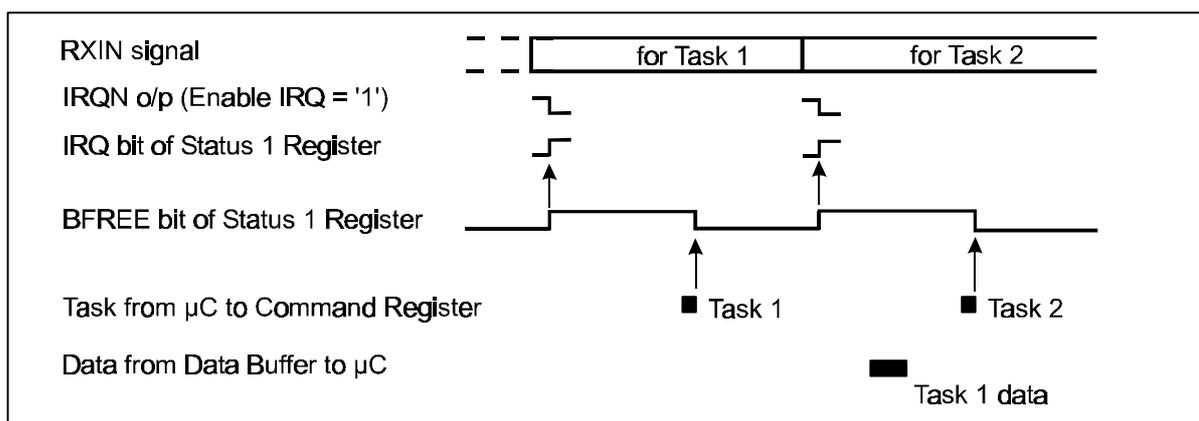 RXIN signal
for Task 1
for Task 2
IRQN o/p (Enable IRQ = '1')
IRQ bit of Status 1 Register
BFREE bit of Status 1 Register
Task from µC to Command Register
Task 1
Task 2
Data from Data Buffer to µC
Task 1 data